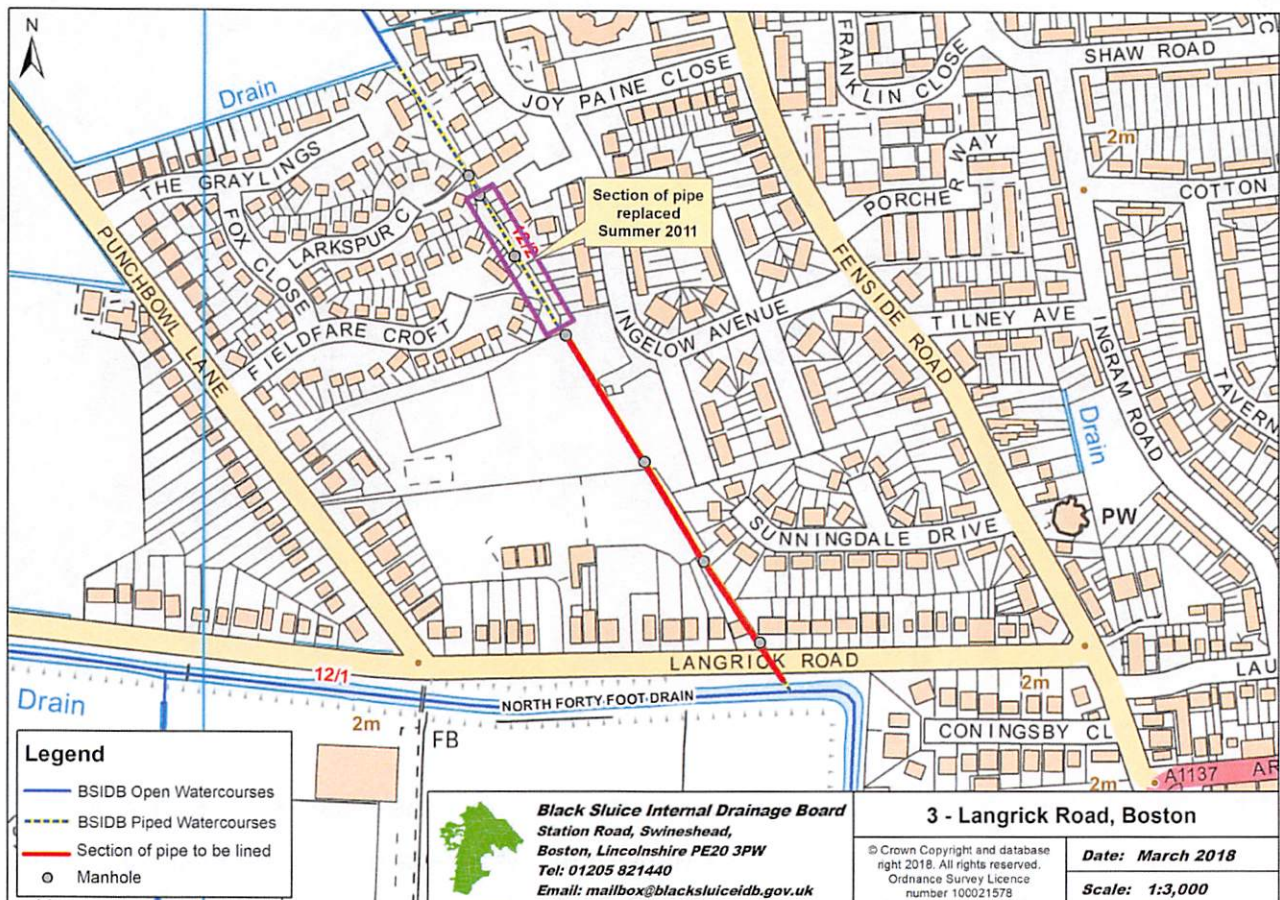 N
Drain
JOY PAINE CLOSE
FRANKLIN CLOSE
SHAW ROAD
2m
THE GRAYLINGS
FOX CLOSE
LARKSPUR C
PUNCHBOWL LANE
FIELDFARE CROFT
12/2
Section of pipe
replaced
Summer 2011
PORCHER WAY
COTTON
INGELOW AVENUE
FENSIDE ROAD
TILNEY AVE
INGRAM ROAD
TAVERN
Drain
SUNNINGDALE DRIVE
PW
LANGRICK ROAD
12/1
NORTH FORTY FOOT DRAIN
Drain
2m
FB
2m
LAU
CONINGSBY CL
2m
A1137
AR
Legend
BSIDB Open Watercourses
BSIDB Piped Watercourses
Section of pipe to be lined
Manhole
Black Sluice Internal Drainage Board
Station Road, Swineshead,
Boston, Lincolnshire PE20 3PW
Tel: 01205 821440
Email: mailbox@blacksluiceidb.gov.uk
3 - Langrick Road, Boston
© Crown Copyright and database
right 2018. All rights reserved.
Ordnance Survey Licence
number 100021578
Date: March 2018
Scale: 1:3,000